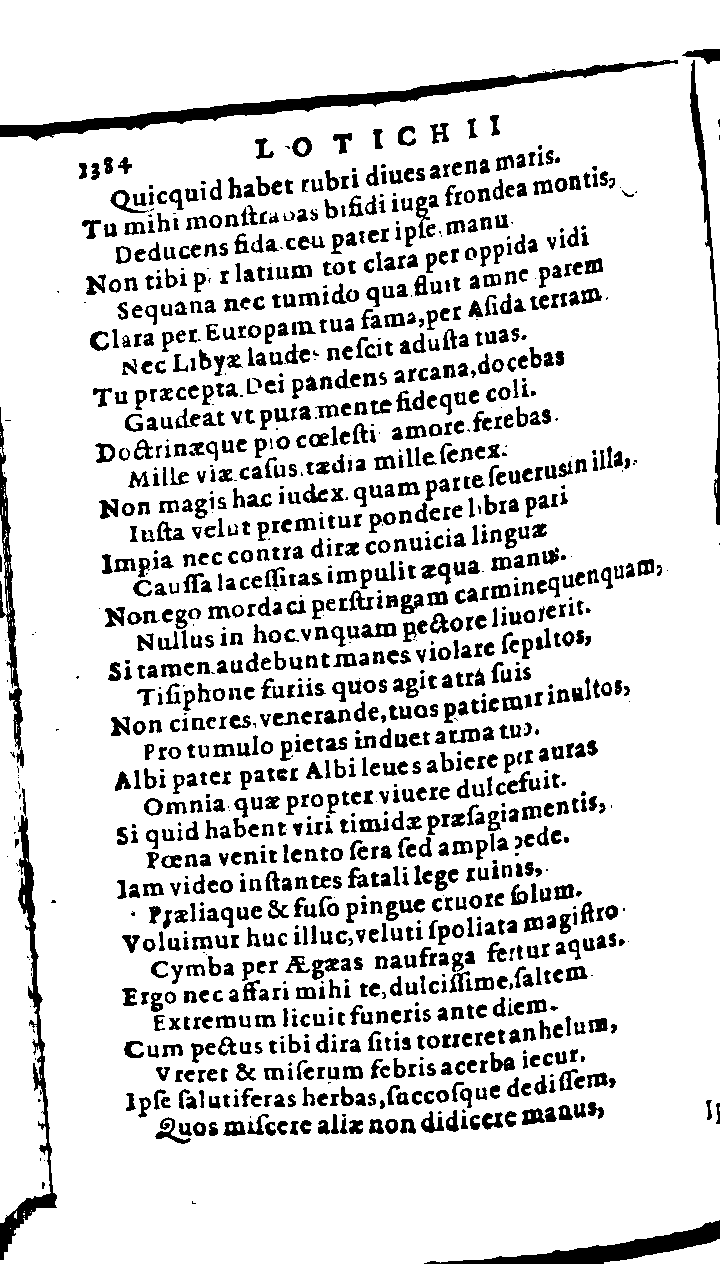 1384 LOTICHII
Quicquid habet rubri diues arena maris.
Tu mihi monſtrabas bifidi iuga frondea montis,
Deducens fida ceu pater ipſe manu.
Non tibi p r latium tot clara per oppida vidi
Sequana nec tumido qua fluit amne parem
Clara per Europam tua fama, per Aſida terram.
Nec Libyæ laudes neſcit aduſta tuas.
Tu præcepta Dei pandens arcana, docebas
Gaudeat vt pura mente fideque coli.
Doctrinæque pio cœleſti amore ferebas.
Mille viæ caſus tædia mille ſenex.
Non magis hac iudex quam parte ſeuerus in illa,
Iuſta velut premitur pondere libra pari
Impia nec contra diræ conuicia linguæ
Cauſſa laceſſitas impulit æqua manus.
Non ego mordaci perſtringam carmine quenquam,
Nullus in hoc vnquam pectore liuor erit.
Si tamen audebunt manes violare ſepultos,
Tiſiphone furiis quos agit atra ſuis
Non cineres, venerande, tuos patiemur inultos,
Pro tumulo pietas induet arma tuo.
Albi pater pater Albi leues abiere per auras
Omnia quæ propter viuere dulce fuit.
Si quid habent viri timidæ præſagia mentis,
Pœna venit lento ſera ſed ampla pede.
Iam video inſtantes fatali lege ruinas,
Præliaque & fuſo pingue cruore ſolum.
Voluimur huc illuc, veluti ſpoliata magiſtro
Cymba per Ægæas naufraga fertur aquas.
Ergo nec affari mihi te, dulciſſime, ſaltem
Extremum licuit funeris ante diem.
Cum pectus tibi dira ſitis torreret anhelum,
Vreret & miſerum febris acerba iecur.
Ipſe ſalutiferas herbas, ſuccoſque dediſſem,
Quos miſcere aliæ non didicere manus,